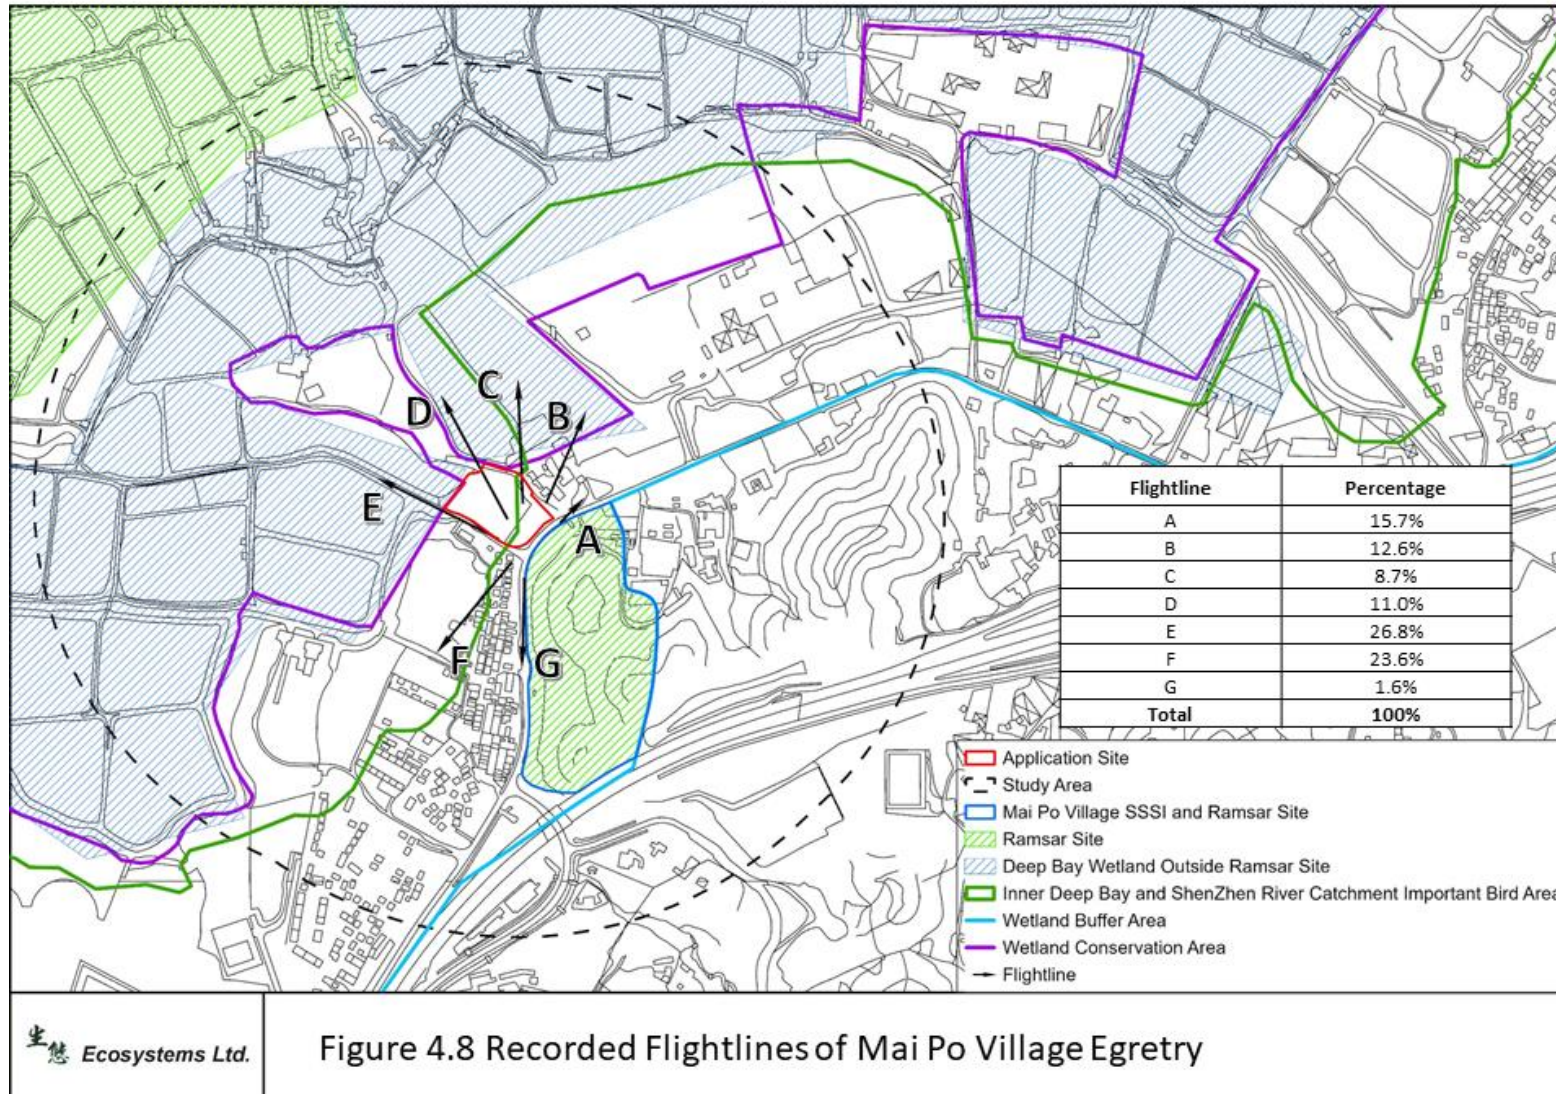 C
D
B
E
A
F
G
Flightline Percentage
A 15.7%
B 12.6%
C 8.7%
D 11.0%
E 26.8%
F 23.6%
G 1.6%
Total 100%
Application Site
Study Area
Mai Po Village SSSI and Ramsar Site
Ramsar Site
Deep Bay Wetland Outside Ramsar Site
Inner Deep Bay and ShenZhen River Catchment Important Bird Area
Wetland Buffer Area
Wetland Conservation Area
Flightline
生態 Ecosystems Ltd.
Figure 4.8 Recorded Flightlines of Mai Po Village Egretry